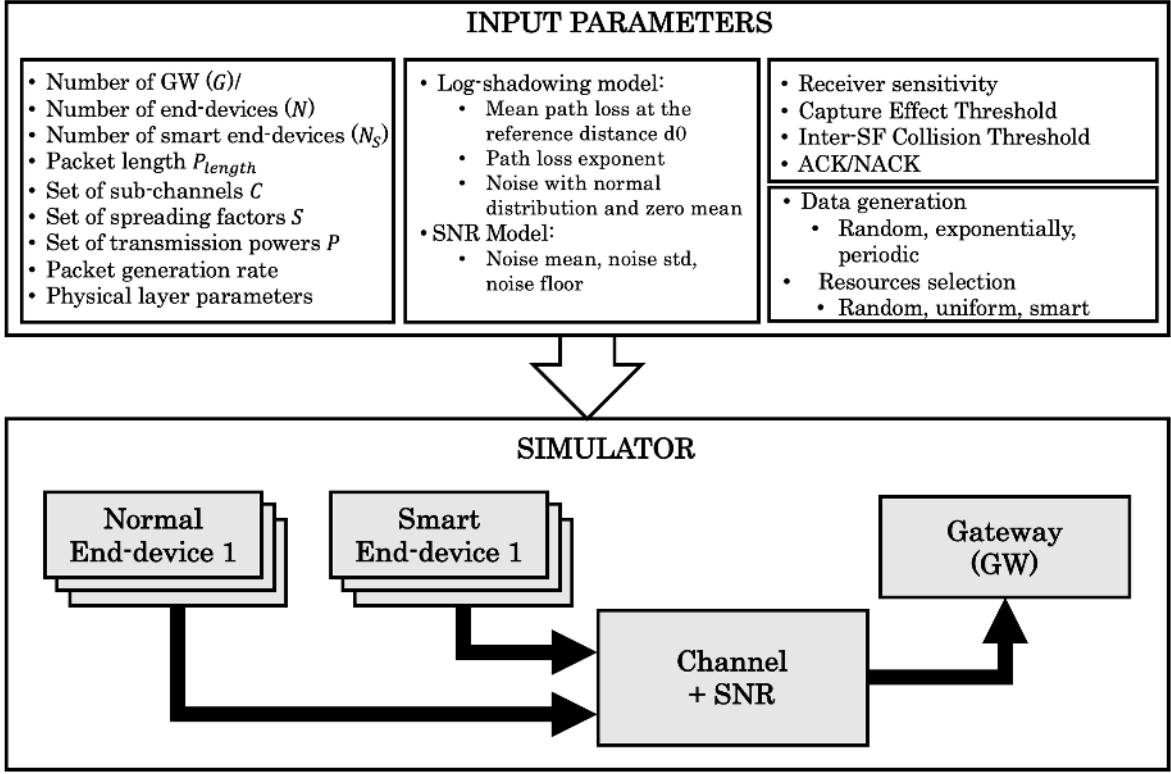 INPUT PARAMETERS
• Number of GW (G)/
• Number of end-devices (N)
• Number of smart end-devices (N_S)
• Packet length P_length
• Set of sub-channels C
• Set of spreading factors S
• Set of transmission powers P
• Packet generation rate
• Physical layer parameters
• Log-shadowing model:
• Mean path loss at the
reference distance d0
• Path loss exponent
• Noise with normal
distribution and zero mean
• SNR Model:
• Noise mean, noise std,
noise floor
• Receiver sensitivity
• Capture Effect Threshold
• Inter-SF Collision Threshold
• ACK/NACK
• Data generation
• Random, exponentially,
periodic
• Resources selection
• Random, uniform, smart
SIMULATOR
Normal
End-device 1
Smart
End-device 1
Gateway
(GW)
Channel
+ SNR